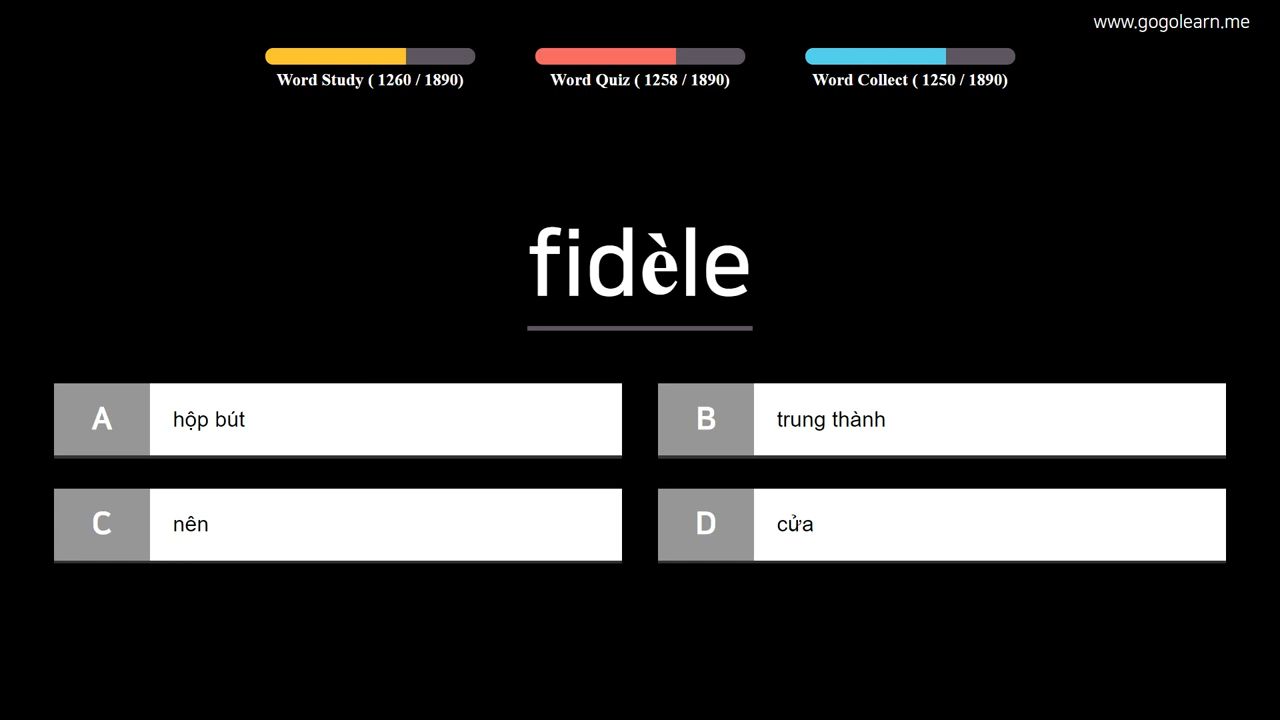 www.gogolearn.me
Word Study ( 1260 / 1890)
Word Quiz ( 1258 / 1890)
Word Collect ( 1250 / 1890)
fidèle
A hộp bút
B trung thành
C nên
D cửa